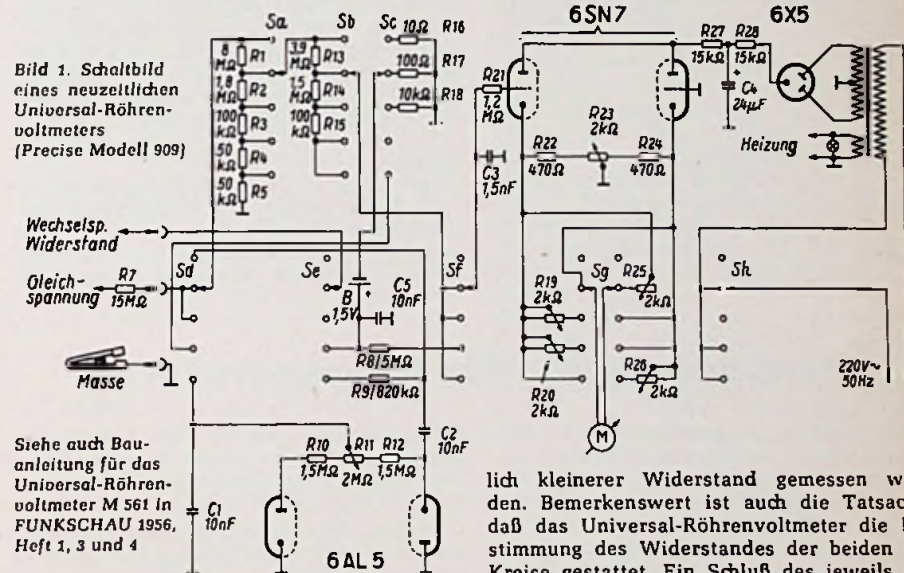 6SN7
6X5
Bild 1. Schaltbild
eines neuzeitlichen
Universal-Röhren-
voltmeters
(Precise Modell 909)
Sa
Sb
Sc
8
MΩ
R1
1,8
MΩ
R2
100
kΩ
R3
50
kΩ
R4
50
kΩ
R5
3,9
MΩ
R13
1,5
MΩ
R14
100
kΩ
R15
10Ω
R16
100Ω
R17
10kΩ
R18
R21
1,2
MΩ
C3
1,5nF
R22
470Ω
R23
2kΩ
R24
470Ω
R27
15kΩ
R28
15kΩ
+
C4
24µF
Heizung
Wechselsp.
Widerstand
Gleich-
spannung
R7
15MΩ
Masse
Sd
Se
B
1,5V
+
C5
10nF
R8/5MΩ
R9/820kΩ
Sf
R19
2kΩ
R20
2kΩ
Sg
R25
2kΩ
R26
2kΩ
M
Sh
220V~
50Hz
Siehe auch Bau-
anleitung für das
Universal-Röhren-
voltmeter M 561 in
FUNKSCHAU 1956,
Heft 1, 3 und 4
C1
10nF
R10
1,5MΩ
R11
2MΩ
R12
1,5MΩ
C2
10nF
6AL5
lich kleinerer Widerstand gemessen w
den. Bemerkenswert ist auch die Tatsac
daß das Universal-Röhrenvoltmeter die
stimmung des Widerstandes der beiden
Kreise gestattet. Ein Schluß des jeweils